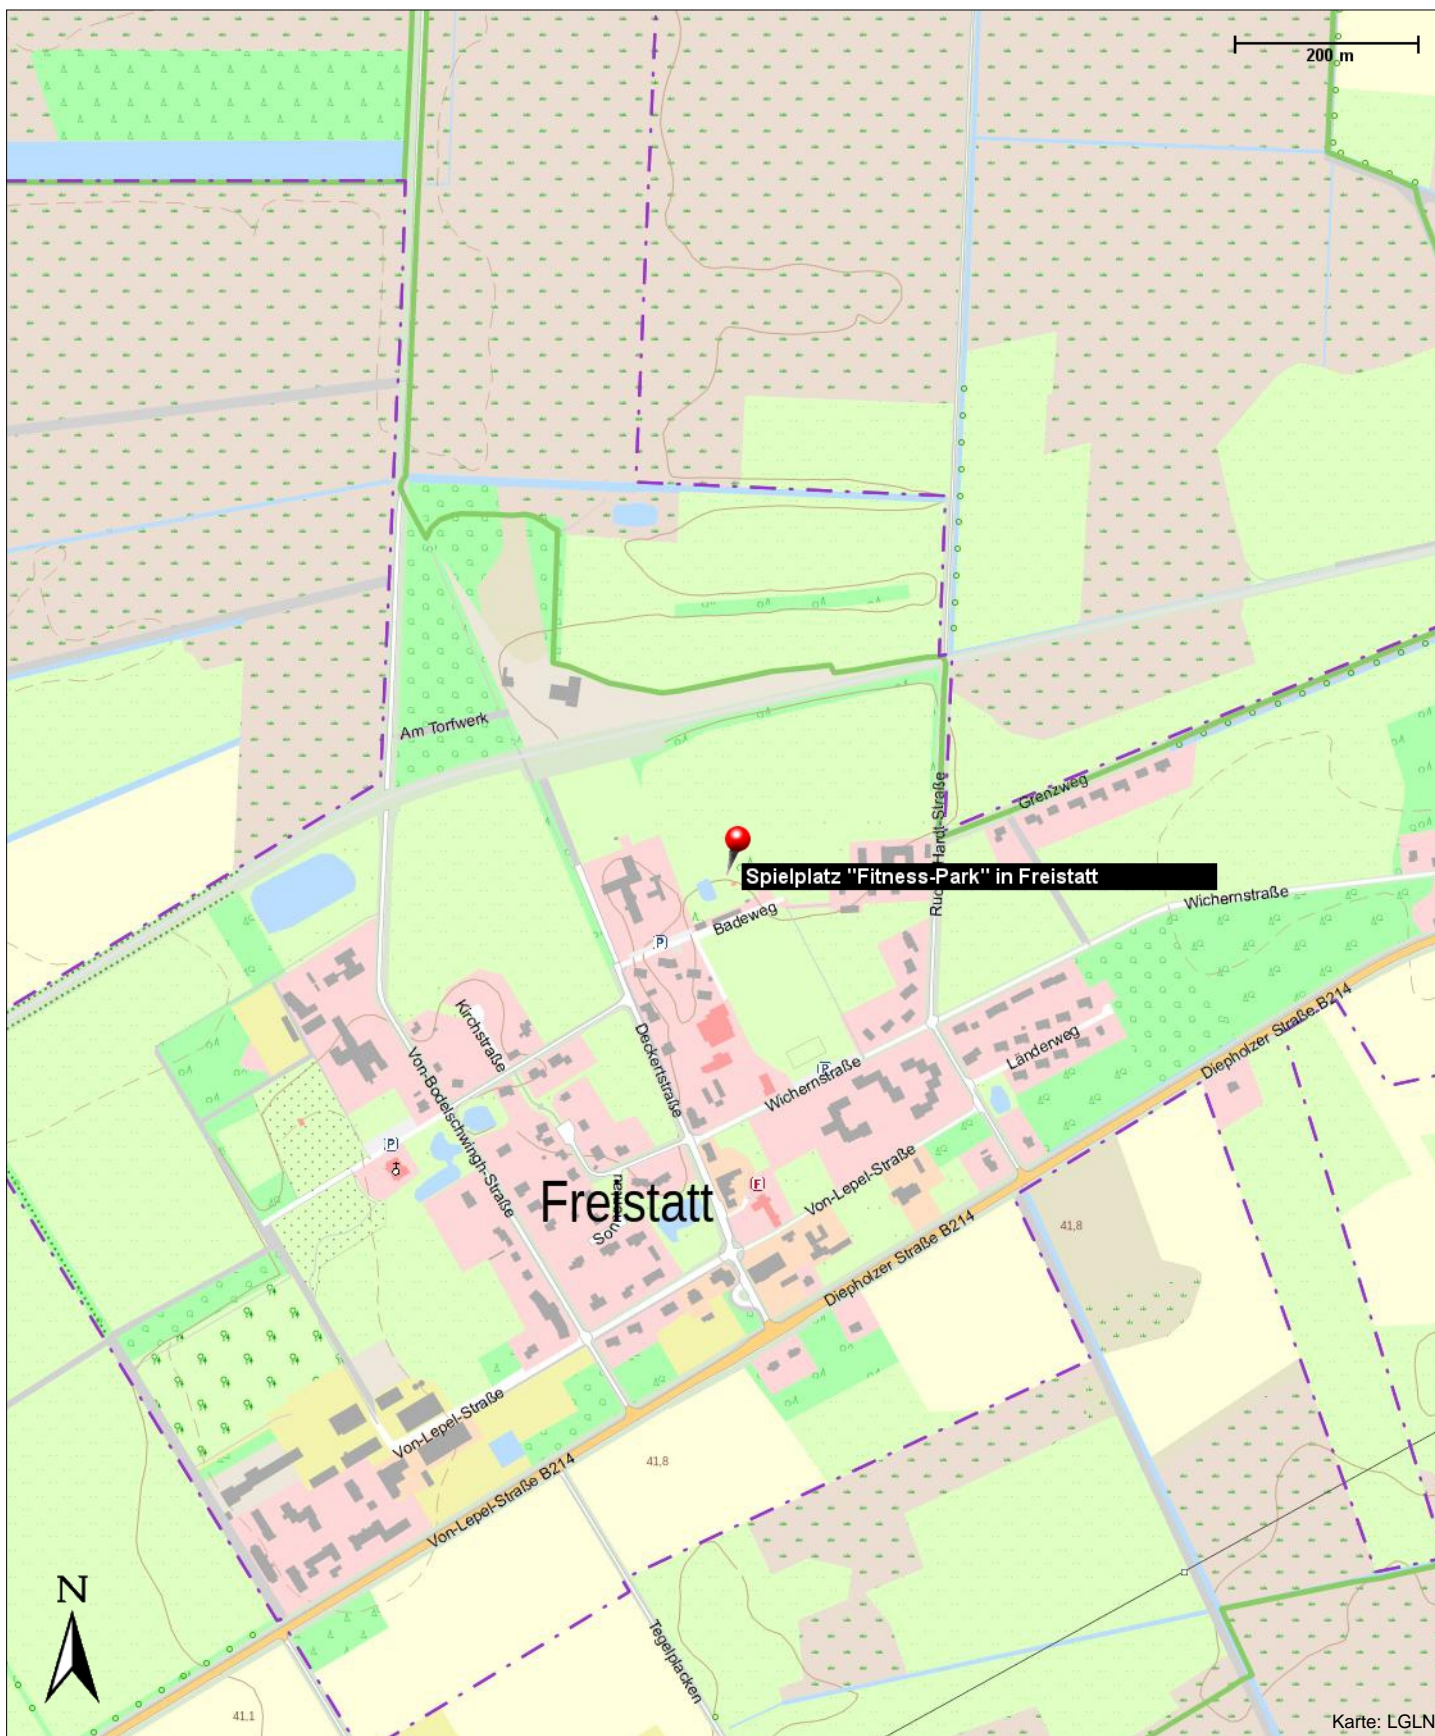 200 m
Am Torfwerk
Grenzweg
Spielplatz "Fitness-Park" in Freistatt
Wichernstraße
Badeweg
P
Kirchstraße
Deckertstraße
Länderweg
Diepholzer Straße B214
P
Wichernstraße
Von-Bodelschwingh-Straße
P
F
Von-Lepel-Straße
Freistatt
41,8
Diepholzer Straße B214
Von-Lepel-Straße
41,8
Von-Lepel-Straße B214
N
Tegelplacken
41,1
Karte: LGLN